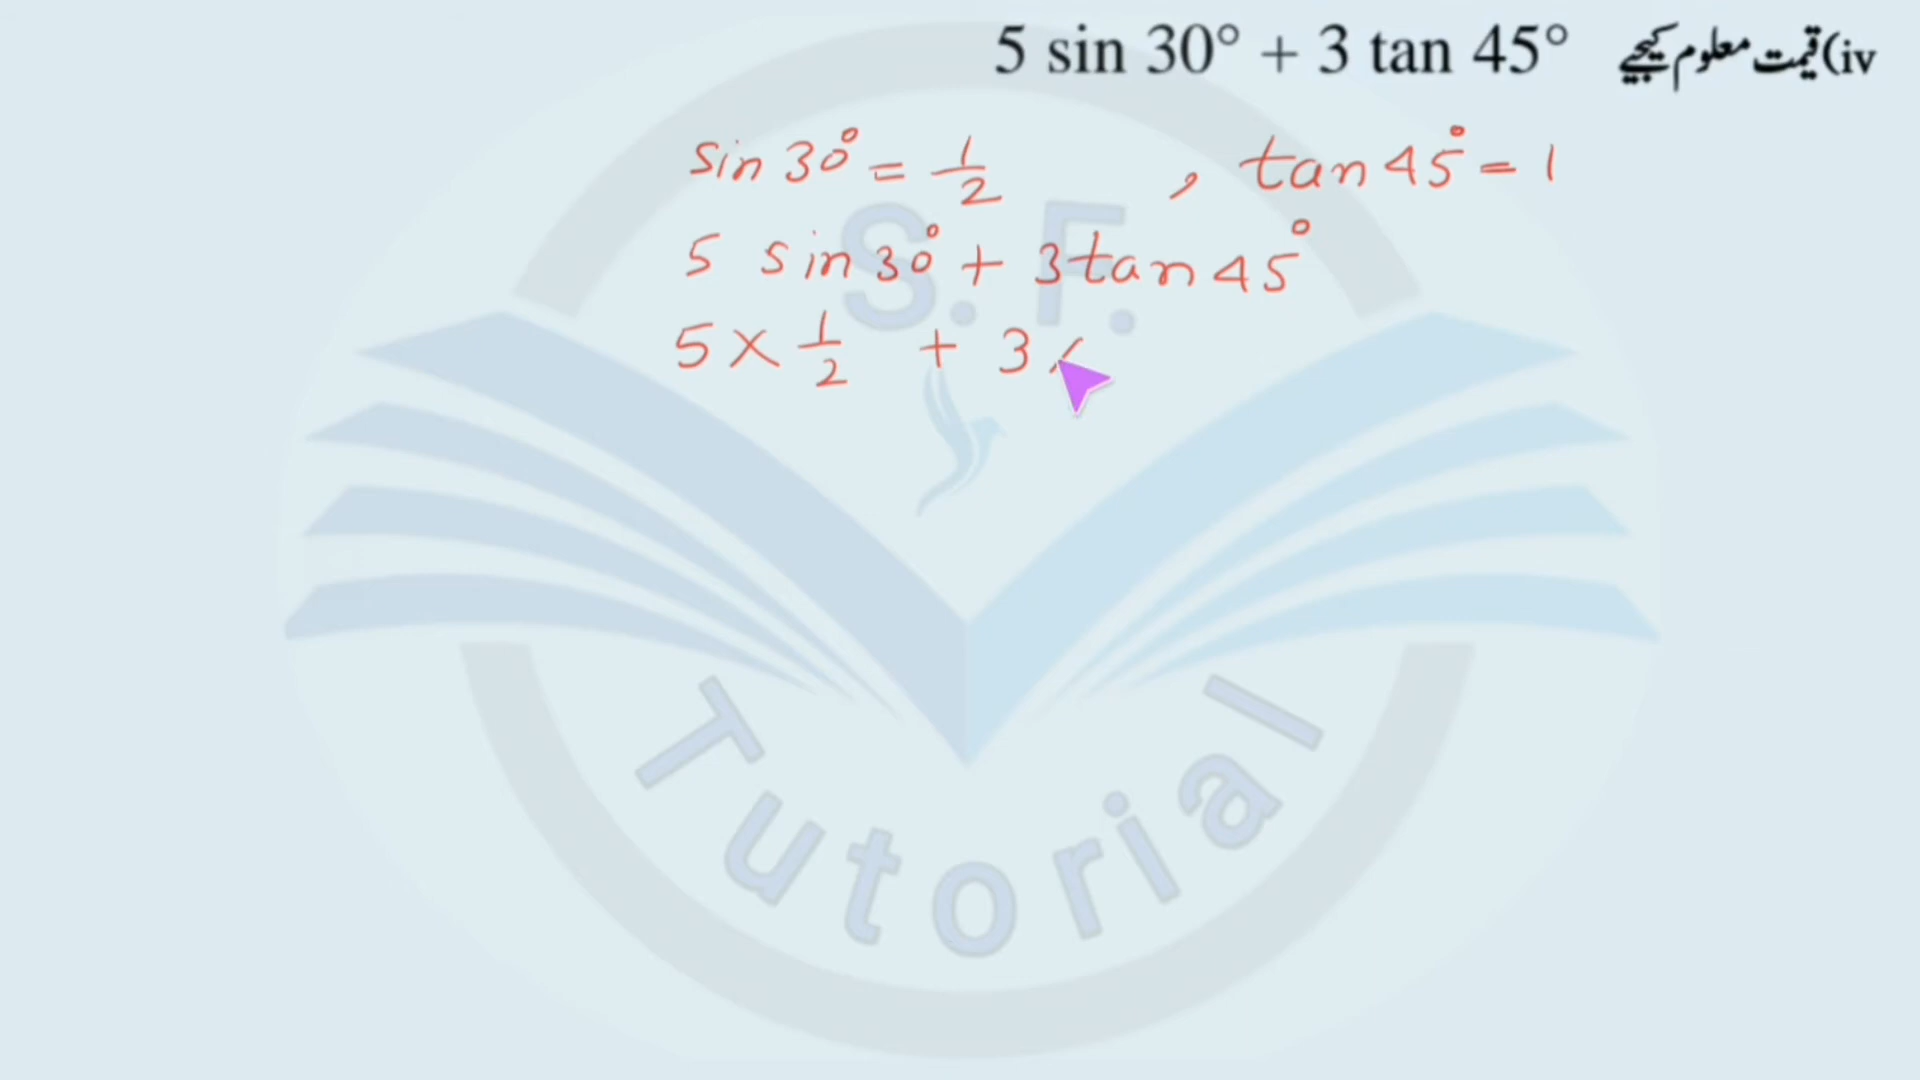 iv) قیمت معلوم کیجیے 5 sin 30° + 3 tan 45°
sin 30° = 1/2 , tan 45° = 1
5 sin 30° + 3 tan 45°
5 × 1/2 + 3
S. F.
Tutorial